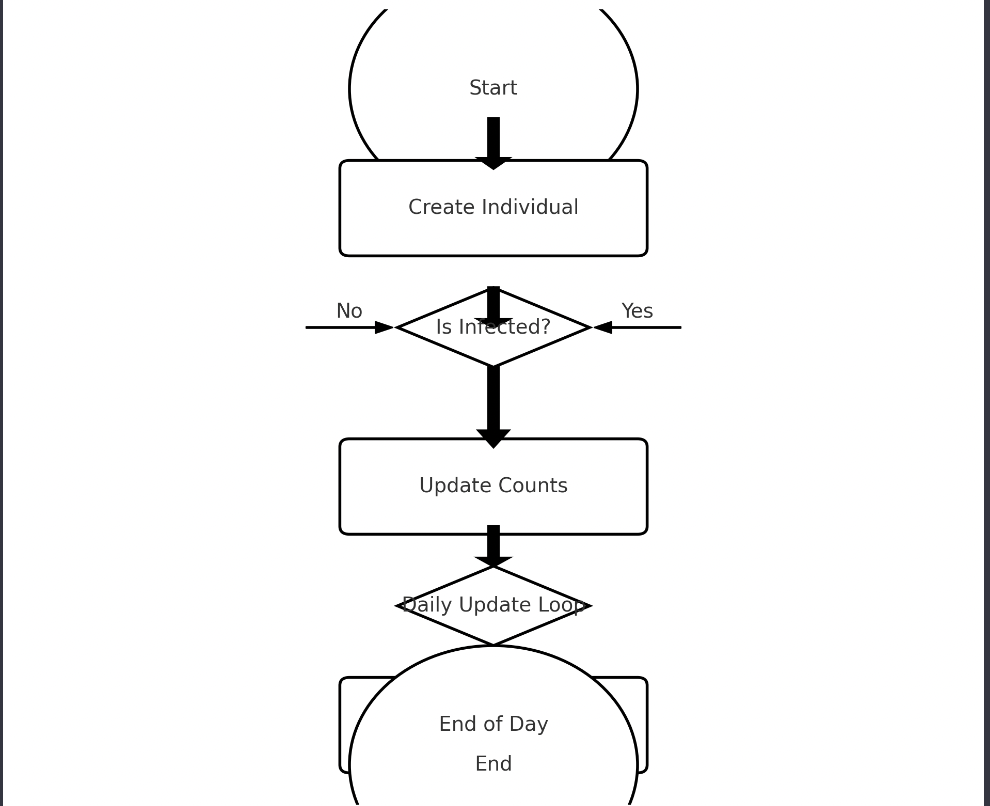 Start
Create Individual
No
Is Infected?
Yes
Update Counts
Daily Update Loop
End of Day
End